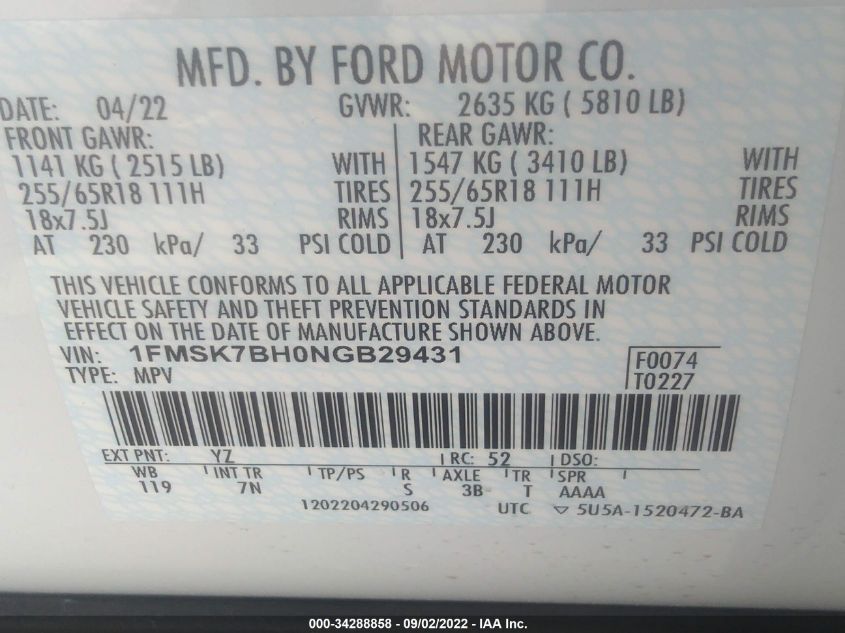 MFD. BY FORD MOTOR CO.
DATE: 04/22 GVWR: 2635 KG ( 5810 LB)
FRONT GAWR: REAR GAWR:
1141 KG ( 2515 LB) WITH 1547 KG ( 3410 LB) WITH
255/65R18 111H TIRES 255/65R18 111H TIRES
18x7.5J RIMS 18x7.5J RIMS
AT 230 kPa/ 33 PSI COLD AT 230 kPa/ 33 PSI COLD
THIS VEHICLE CONFORMS TO ALL APPLICABLE FEDERAL MOTOR
VEHICLE SAFETY AND THEFT PREVENTION STANDARDS IN
EFFECT ON THE DATE OF MANUFACTURE SHOWN ABOVE.
VIN: 1FMSK7BH0NGB29431 F0074
TYPE: MPV T0227
EXT PNT: YZ RC: 52 DSO:
WB INT TR TP/PS R AXLE TR SPR
119 7N S 3B T AAAA
1202204290506 UTC ▽ 5U5A-1520472-BA
000-34288858 - 09/02/2022 - IAA Inc.